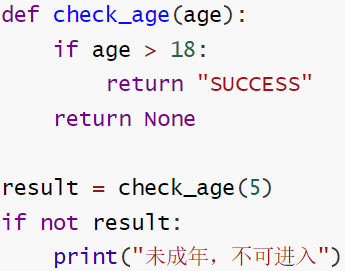 def check_age(age):
    if age > 18:
        return "SUCCESS"
    return None

result = check_age(5)
if not result:
    print("未成年，不可进入")